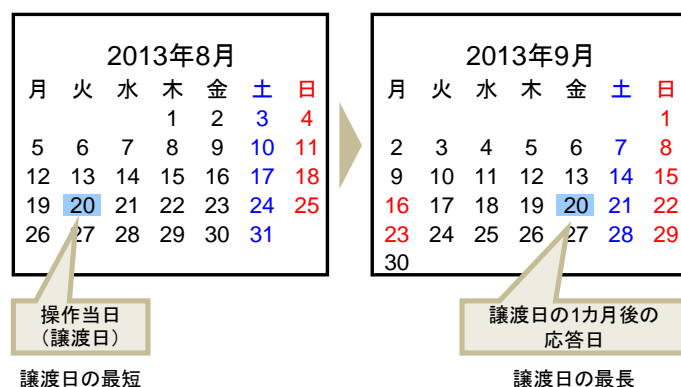 2013年8月
月 火 水 木 金 土 日
1 2 3 4
5 6 7 8 9 10 11
12 13 14 15 16 17 18
19 20 21 22 23 24 25
26 27 28 29 30 31
操作当日
(譲渡日)
譲渡日の最短
2013年9月
月 火 水 木 金 土 日
1
2 3 4 5 6 7 8
9 10 11 12 13 14 15
16 17 18 19 20 21 22
23 24 25 26 27 28 29
30
譲渡日の1カ月後の
応答日
譲渡日の最長